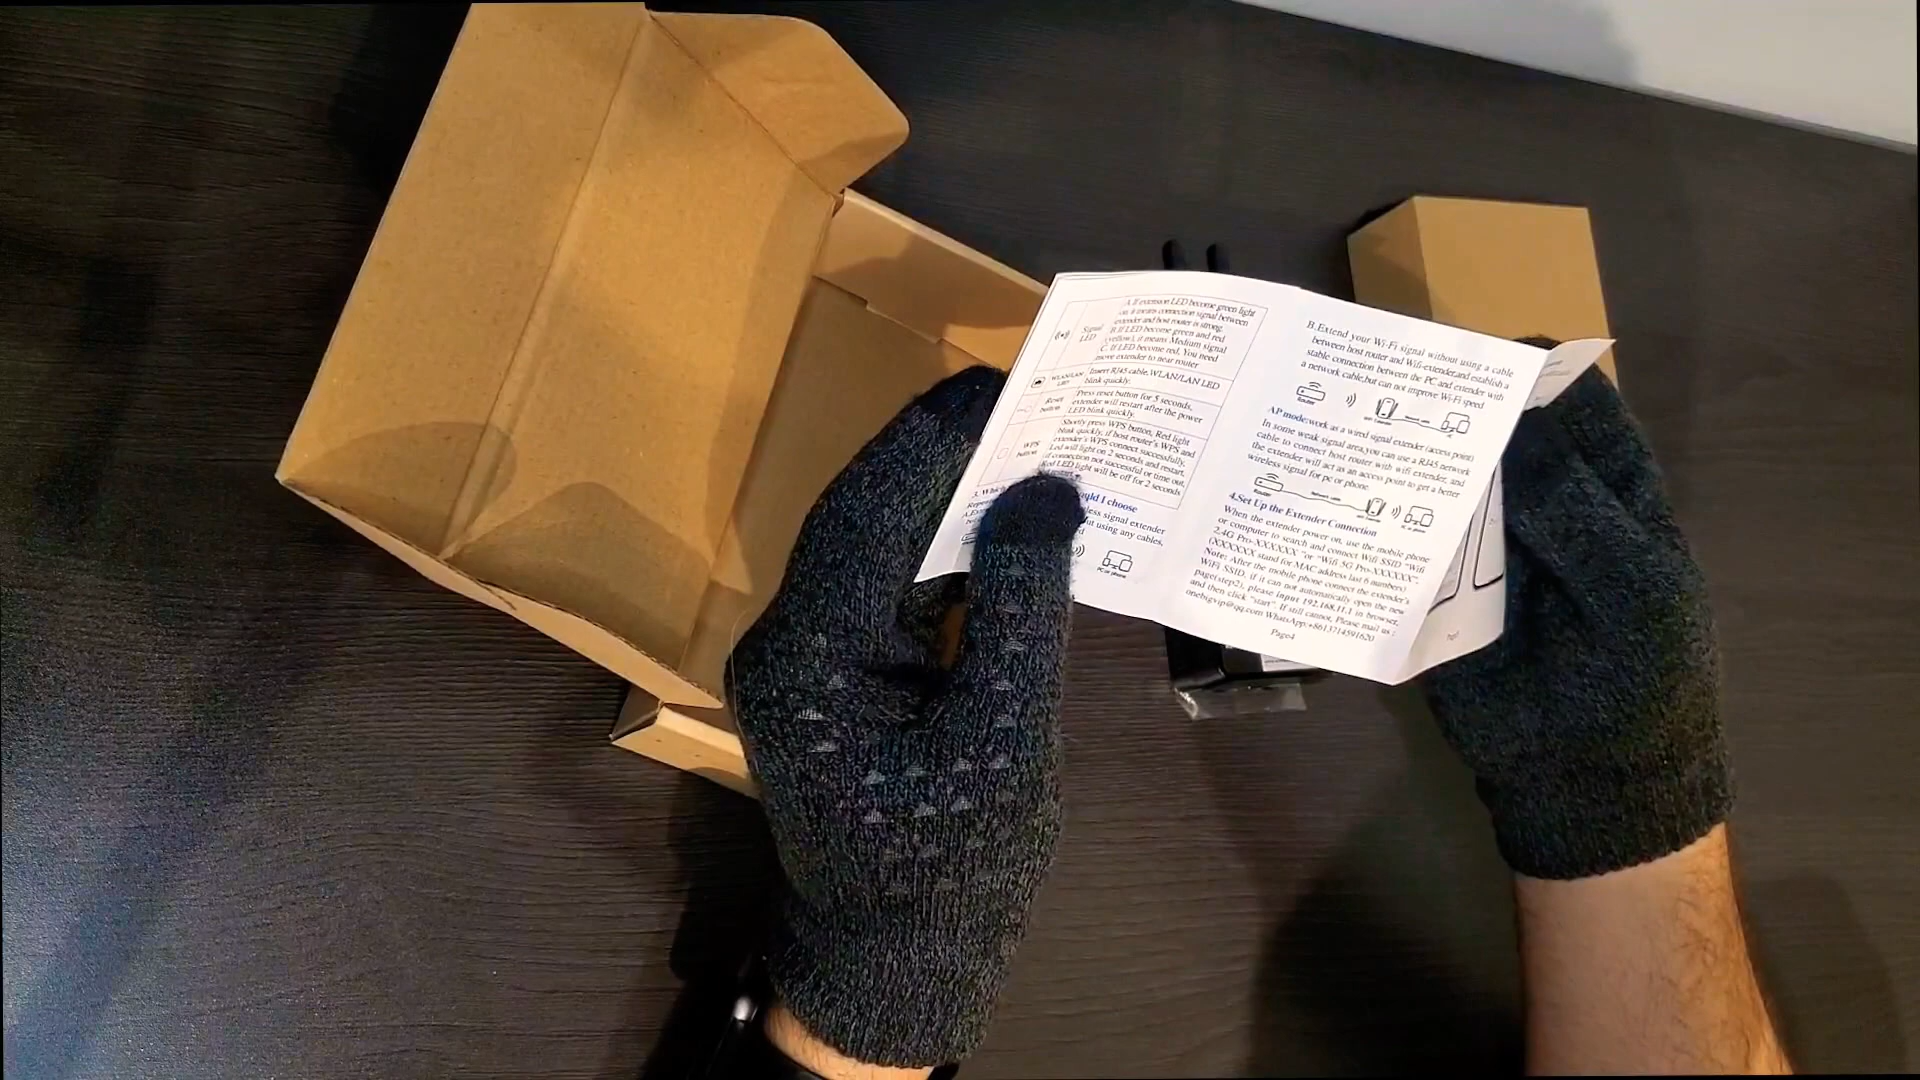 Signal
LED
A.If extension LED become green light
on, it means connection signal between
extender and host router is strong.
B.If LED become green and red
(yellow), it means Medium signal
C. If LED become red, You need
move extender to near router
WLAN/LAN
LED
Insert RJ45 cable,WLAN/LAN LED
blink quickly.
Reset
button
Press reset button for 5 seconds,
extender will restart after the power
LED blink quickly.
WPS
button
Shortly press WPS button, Red light
blink quickly, if host router's WPS and
extender's WPS connect successfully,
Led will light on 2 seconds and restart,
if connection not successful or time out,
Red LED light will be off for 2 seconds
3. Which
I choose
signal extender
using any cables,
PC or phone
B.Extend your Wi-Fi signal without using a cable
between host router and Wifi-extender,and establish a
stable connection between the PC and extender with
a network cable,but can not improve Wi-Fi speed
Router
Network cable
PC
AP mode:work as a wired signal extender (access point)
In some weak signal area,you can use a RJ45 network
cable to connect host router with wifi extender, and
the extender will act as an access point to get a better
wireless signal for pc or phone.
Router
Network cable
PC or phone
4.Set Up the Extender Connection
When the extender power on, use the mobile phone
or computer to search and connect Wifi SSID "Wifi
2.4G Pro-XXXXXX "or "Wifi 5G Pro-XXXXXX".
(XXXXXX stand for MAC address last 6 numbers)
Note: After the mobile phone connect the extender's
WiFi SSID, if it can not automatically open the new
page(step2), please input 192.168.11.1 in browser,
and then click "start". If still cannot, Please mail us :
onebigvip@qq.com WhatsApp:+8613714591620
Page4